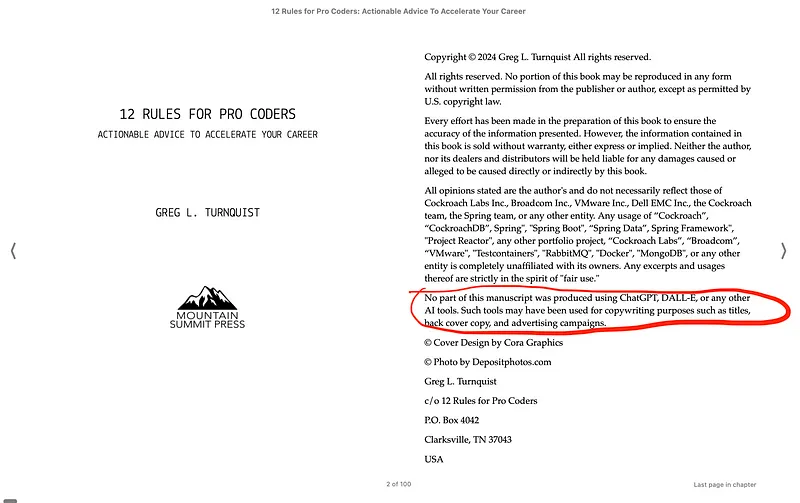 12 Rules for Pro Coders: Actionable Advice To Accelerate Your Career
12 RULES FOR PRO CODERS
ACTIONABLE ADVICE TO ACCELERATE YOUR CAREER
GREG L. TURNQUIST
MOUNTAIN
SUMMIT PRESS
Copyright © 2024 Greg L. Turnquist All rights reserved.
All rights reserved. No portion of this book may be reproduced in any form
without written permission from the publisher or author, except as permitted by
U.S. copyright law.
Every effort has been made in the preparation of this book to ensure the
accuracy of the information presented. However, the information contained in
this book is sold without warranty, either express or implied. Neither the author,
nor its dealers and distributors will be held liable for any damages caused or
alleged to be caused directly or indirectly by this book.
All opinions stated are the author's and do not necessarily reflect those of
Cockroach Labs Inc., Broadcom Inc., VMware Inc., Dell EMC Inc., the Cockroach
team, the Spring team, or any other entity. Any usage of “Cockroach”,
“CockroachDB”, Spring", "Spring Boot", “Spring Data”, Spring Framework",
"Project Reactor", any other portfolio project, “Cockroach Labs”, “Broadcom”,
“VMware", "Testcontainers", "RabbitMQ", "Docker", "MongoDB", or any other
entity is completely unaffiliated with its owners. Any excerpts and usages
thereof are strictly in the spirit of "fair use."
No part of this manuscript was produced using ChatGPT, DALL-E, or any other
AI tools. Such tools may have been used for copywriting purposes such as titles,
back cover copy, and advertising campaigns.
© Cover Design by Cora Graphics
© Photo by Depositphotos.com
Greg L. Turnquist
c/o 12 Rules for Pro Coders
P.O. Box 4042
Clarksville, TN 37043
USA
2 of 100
Last page in chapter